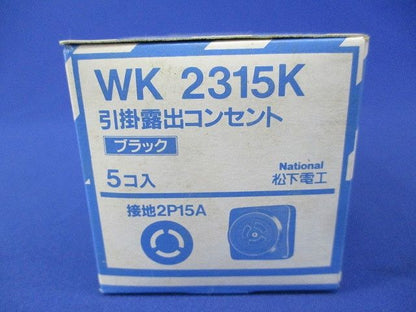 WK 2315K
引掛露出コンセント
ブラック
5コ入
National
松下電工
接地2P15A